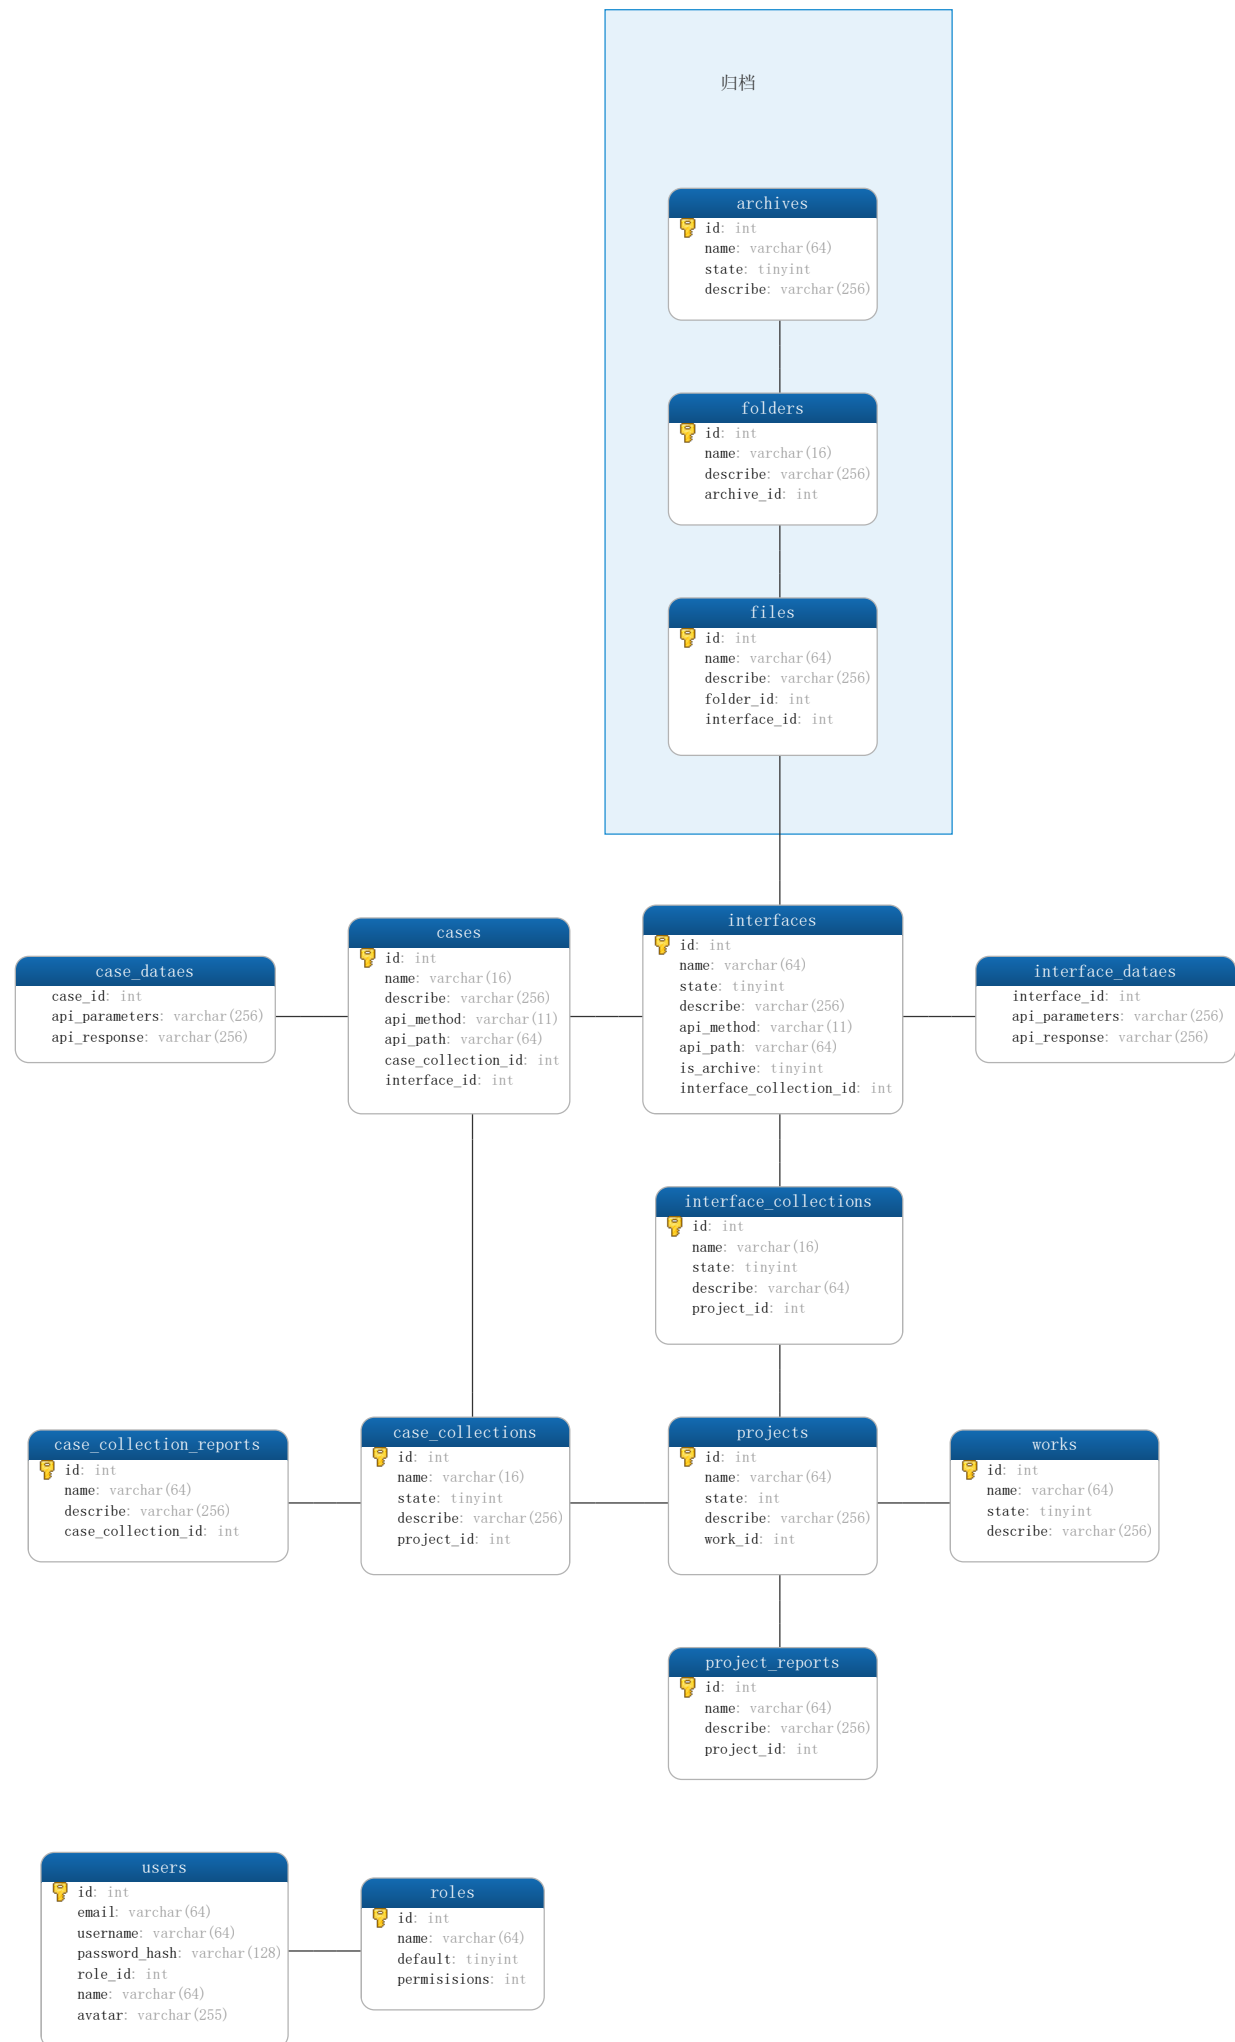 归档
archives
id: int
name: varchar(64)
state: tinyint
describe: varchar(256)
folders
id: int
name: varchar(16)
describe: varchar(256)
archive_id: int
files
id: int
name: varchar(64)
describe: varchar(256)
folder_id: int
interface_id: int
case_dataes
case_id: int
api_parameters: varchar(256)
api_response: varchar(256)
cases
id: int
name: varchar(16)
describe: varchar(256)
api_method: varchar(11)
api_path: varchar(64)
case_collection_id: int
interface_id: int
interfaces
id: int
name: varchar(64)
state: tinyint
describe: varchar(256)
api_method: varchar(11)
api_path: varchar(64)
is_archive: tinyint
interface_collection_id: int
interface_dataes
interface_id: int
api_parameters: varchar(256)
api_response: varchar(256)
interface_collections
id: int
name: varchar(16)
state: tinyint
describe: varchar(64)
project_id: int
case_collection_reports
id: int
name: varchar(64)
describe: varchar(256)
case_collection_id: int
case_collections
id: int
name: varchar(16)
state: tinyint
describe: varchar(256)
project_id: int
projects
id: int
name: varchar(64)
state: int
describe: varchar(256)
work_id: int
works
id: int
name: varchar(64)
state: tinyint
describe: varchar(256)
project_reports
id: int
name: varchar(64)
describe: varchar(256)
project_id: int
users
id: int
email: varchar(64)
username: varchar(64)
password_hash: varchar(128)
role_id: int
name: varchar(64)
avatar: varchar(255)
roles
id: int
name: varchar(64)
default: tinyint
permisisions: int